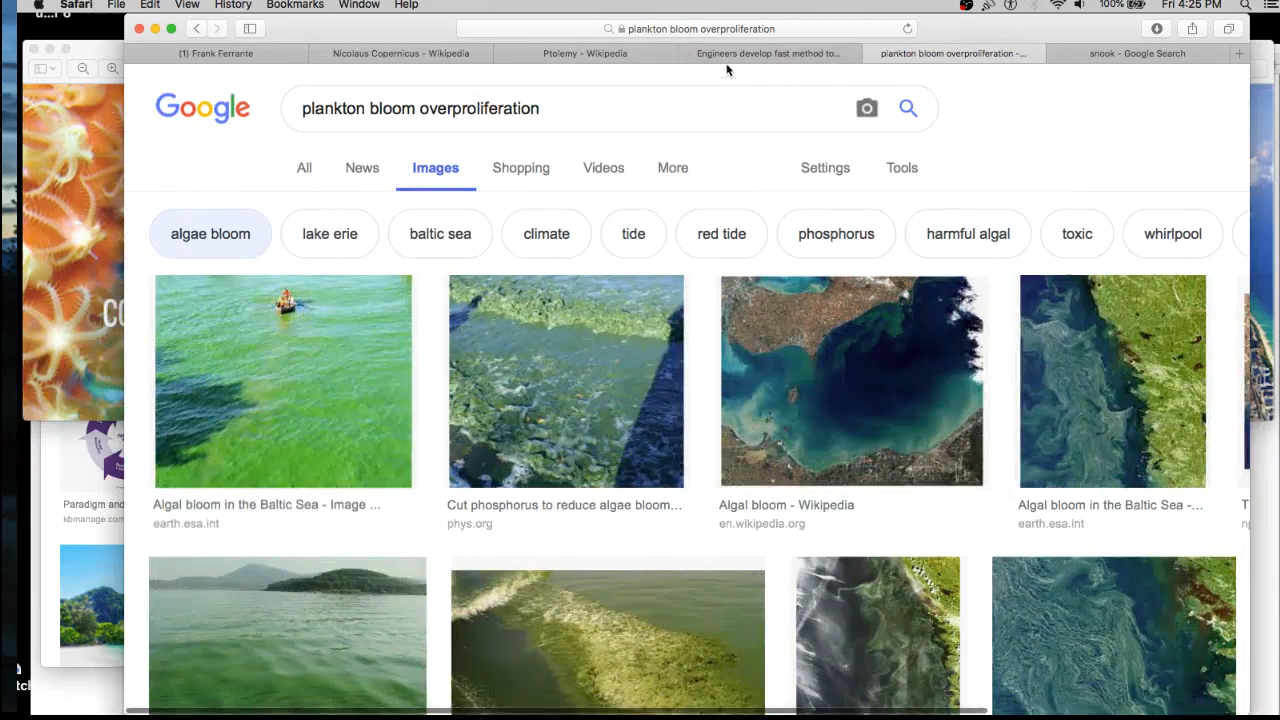 Safari File Edit View History Bookmarks Window Help
100% Fri 4:25 PM
plankton bloom overproliferation
(1) Frank Ferrante
Nicolaus Copernicus - Wikipedia
Ptolemy - Wikipedia
Engineers develop fast method to...
plankton bloom overproliferation -...
snook - Google Search
Google
plankton bloom overproliferation
All News Images Shopping Videos More Settings Tools
algae bloom
lake erie
baltic sea
climate
tide
red tide
phosphorus
harmful algal
toxic
whirlpool
CO
Algal bloom in the Baltic Sea - Image ...
earth.esa.int
Cut phosphorus to reduce algae bloom...
phys.org
Algal bloom - Wikipedia
en.wikipedia.org
Algal bloom in the Baltic Sea -...
earth.esa.int
Paradigm and
kbmanage.com